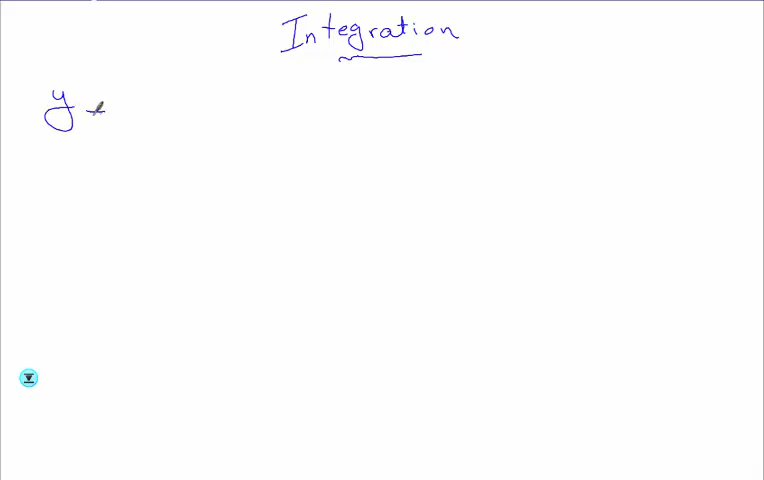 Integration
y =